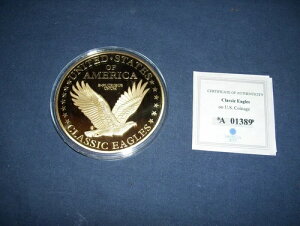 UNITED · STATES
OF
AMERICA
CLASSIC EAGLES
CERTIFICATE OF AUTHENTICITY
Classic Eagles
on U.S. Coinage
*A 01389*